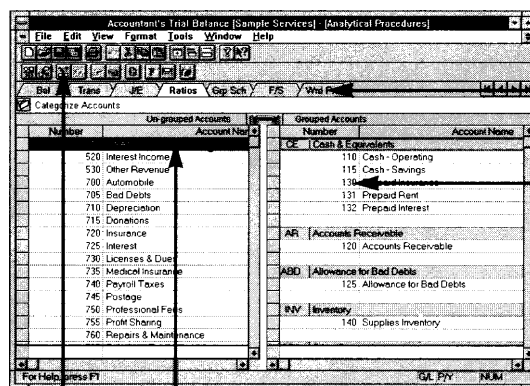 Accountant's Trial Balance [Sample Services] - [Analytical Procedures]
File Edit View Format Tools Window Help
Bal Trans J/E Ratios Grp Sch F/S
Categorize Accounts
Un-grouped Accounts
Number Account Nam
520 Interest Income
530 Other Revenue
700 Automobile
705 Bad Debts
710 Depreciation
715 Donations
720 Insurance
725 Interest
730 Licenses & Dues
735 Medical Insurance
740 Payroll Taxes
745 Postage
750 Professional Fees
755 Profit Sharing
760 Repairs & Maintenance
Grouped Accounts
Number Account Name
CE Cash & Equivalents
110 Cash - Operating
115 Cash - Savings
130 Prepaid Insurance
131 Prepaid Rent
132 Prepaid Interest
AR Accounts Receivable
120 Accounts Receivable
ABD Allowance for Bad Debts
125 Allowance for Bad Debts
INV Inventory
140 Supplies Inventory
For Help, press F1 G/L P/Y NUM